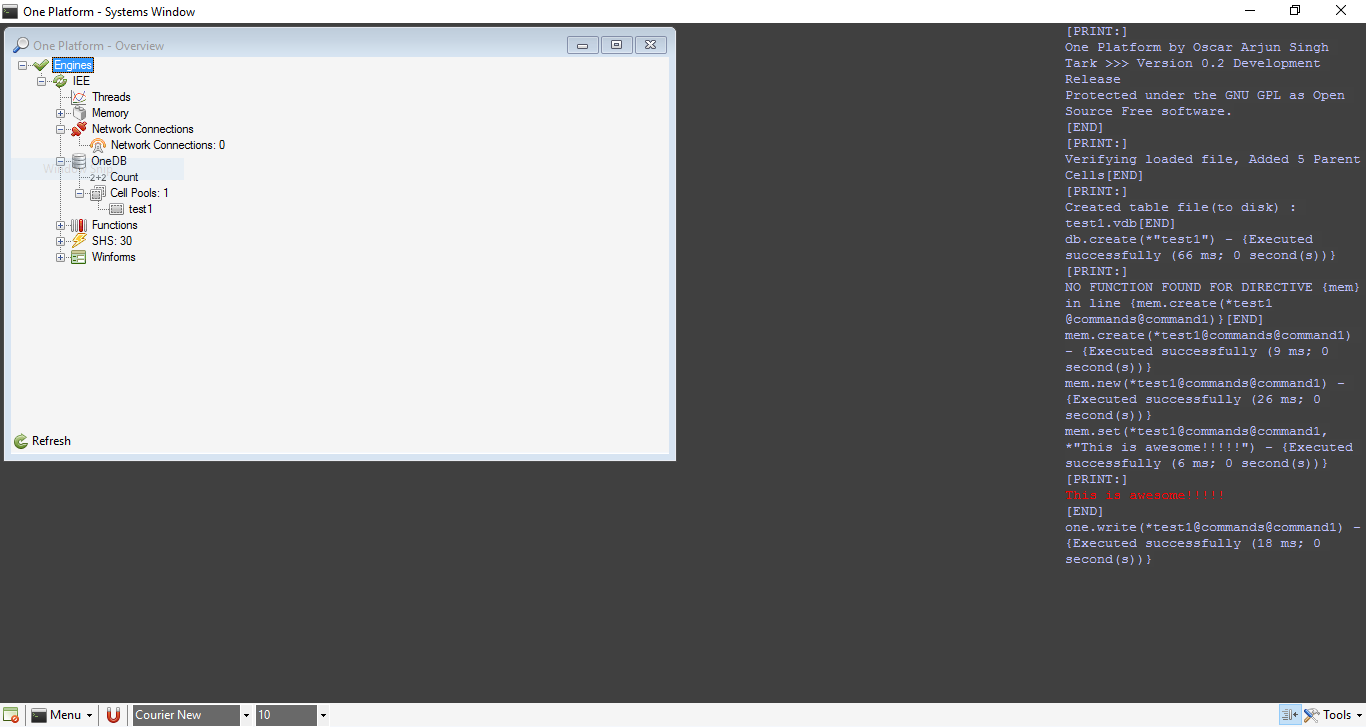 One Platform - Systems Window
One Platform - Overview
Engines
IEE
Threads
Memory
Network Connections
Network Connections: 0
OneDB
2+2 Count
Cell Pools: 1
test1
Functions
SHS: 30
Winforms
Refresh
[PRINT:]
One Platform by Oscar Arjun Singh
Tark >>> Version 0.2 Development
Release
Protected under the GNU GPL as Open
Source Free software.
[END]
[PRINT:]
Verifying loaded file, Added 5 Parent
Cells[END]
[PRINT:]
Created table file(to disk) :
test1.vdb[END]
db.create(*"test1") - {Executed
successfully (66 ms; 0 second(s))}
[PRINT:]
NO FUNCTION FOUND FOR DIRECTIVE {mem}
in line {mem.create(*test1
@commands@command1)}[END]
mem.create(*test1@commands@command1)
- {Executed successfully (9 ms; 0
second(s))}
mem.new(*test1@commands@command1) -
{Executed successfully (26 ms; 0
second(s))}
mem.set(*test1@commands@command1,
*"This is awesome!!!!!") - {Executed
successfully (6 ms; 0 second(s))}
[PRINT:]
This is awesome!!!!!
[END]
one.write(*test1@commands@command1) -
{Executed successfully (18 ms; 0
second(s))}
Menu
Courier New
10
Tools